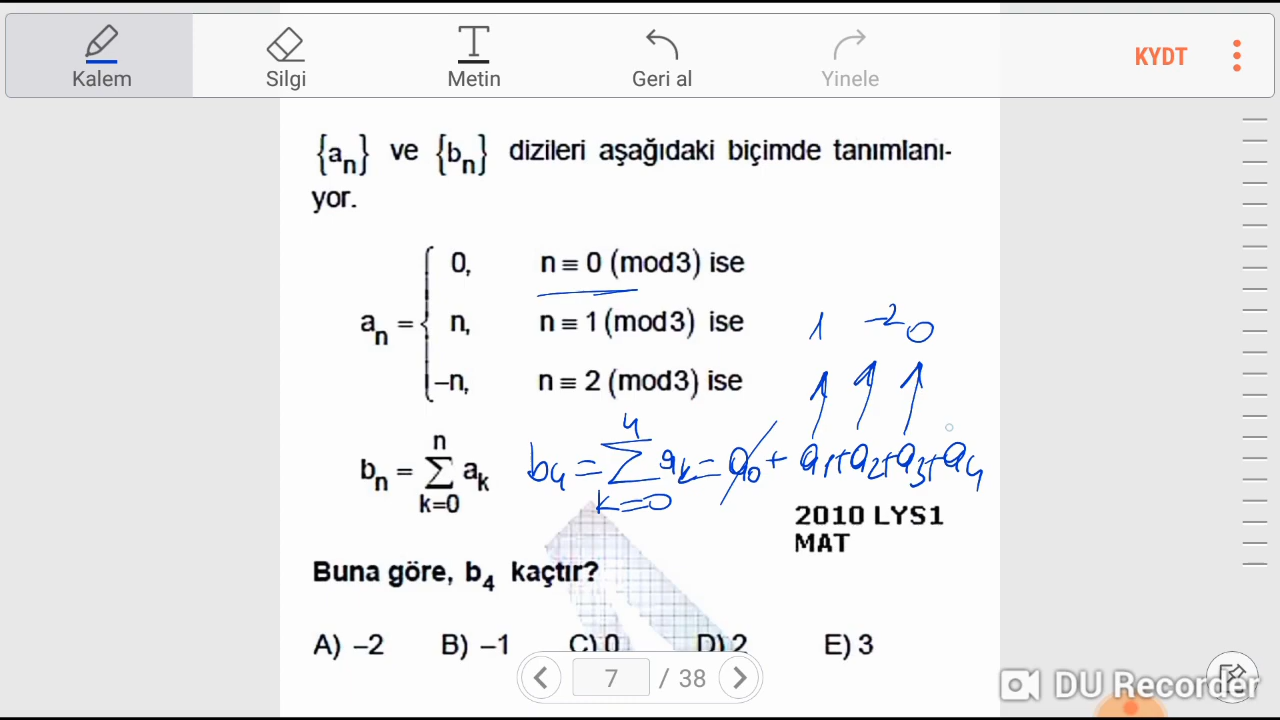 Kalem Silgi Metin Geri al Yinele KYDT
{aₙ} ve {bₙ} dizileri aşağıdaki biçimde tanımlanı-
yor.
aₙ = { 0, n ≡ 0 (mod3) ise
n, n ≡ 1 (mod3) ise
−n, n ≡ 2 (mod3) ise
1 −2 0
bₙ = ∑ₖ₌₀ⁿ aₖ b₄ = ∑ₖ₌₀⁴ aₖ = a₀ + a₁+a₂+a₃+a₄
2010 LYS1
MAT
Buna göre, b₄ kaçtır?
A) −2 B) −1 C) 0 D) 2 E) 3
7 / 38
DU Recorder